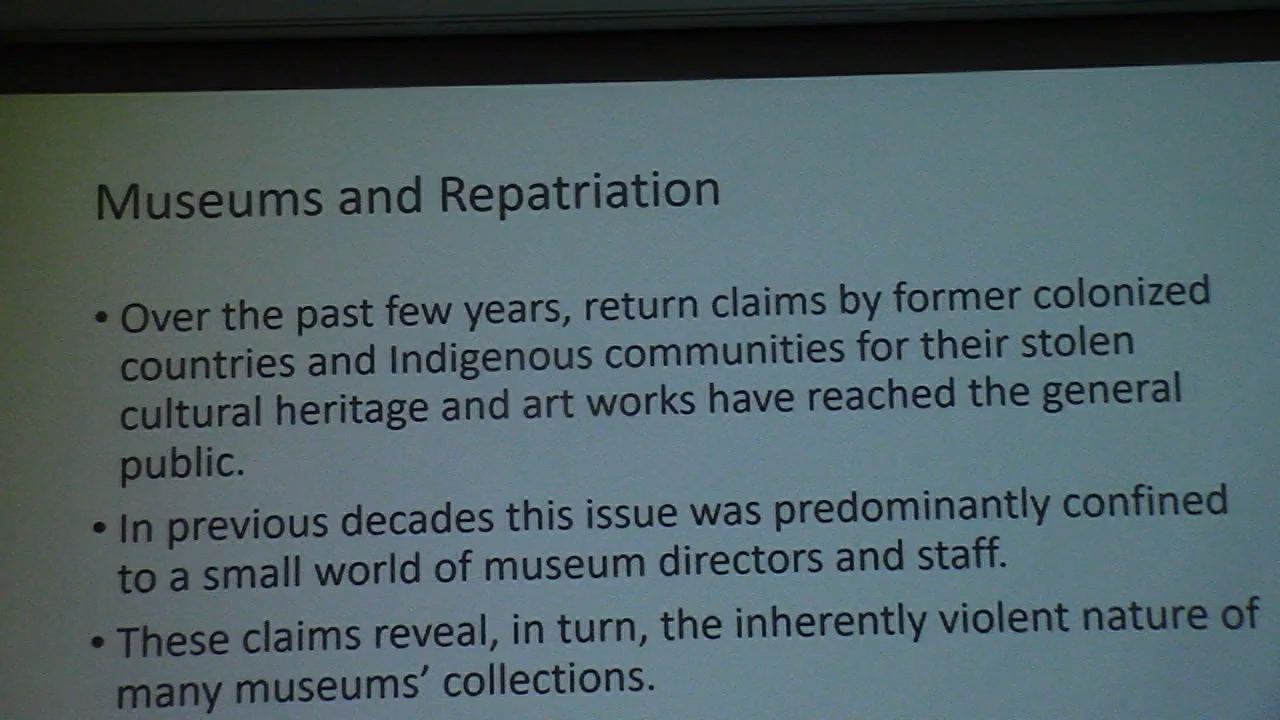 Museums and Repatriation
• Over the past few years, return claims by former colonized
countries and Indigenous communities for their stolen
cultural heritage and art works have reached the general
public.
• In previous decades this issue was predominantly confined
to a small world of museum directors and staff.
• These claims reveal, in turn, the inherently violent nature of
many museums’ collections.